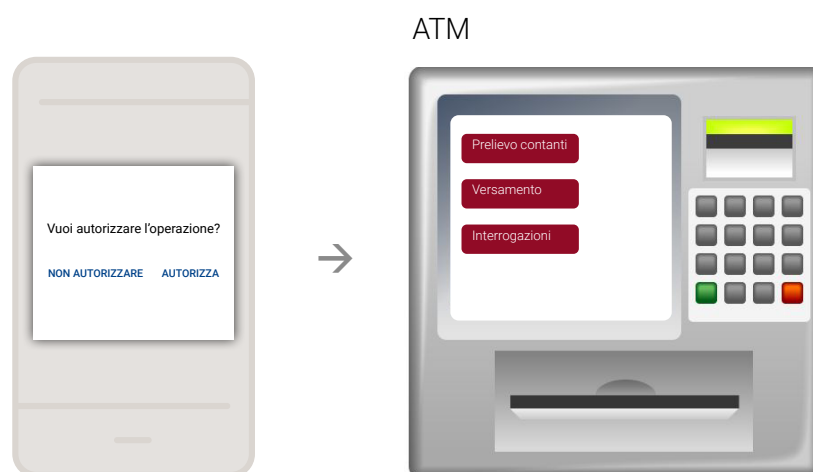 ATM
Vuoi autorizzare l'operazione?
NON AUTORIZZARE AUTORIZZA
→
Prelievo contanti
Versamento
Interrogazioni